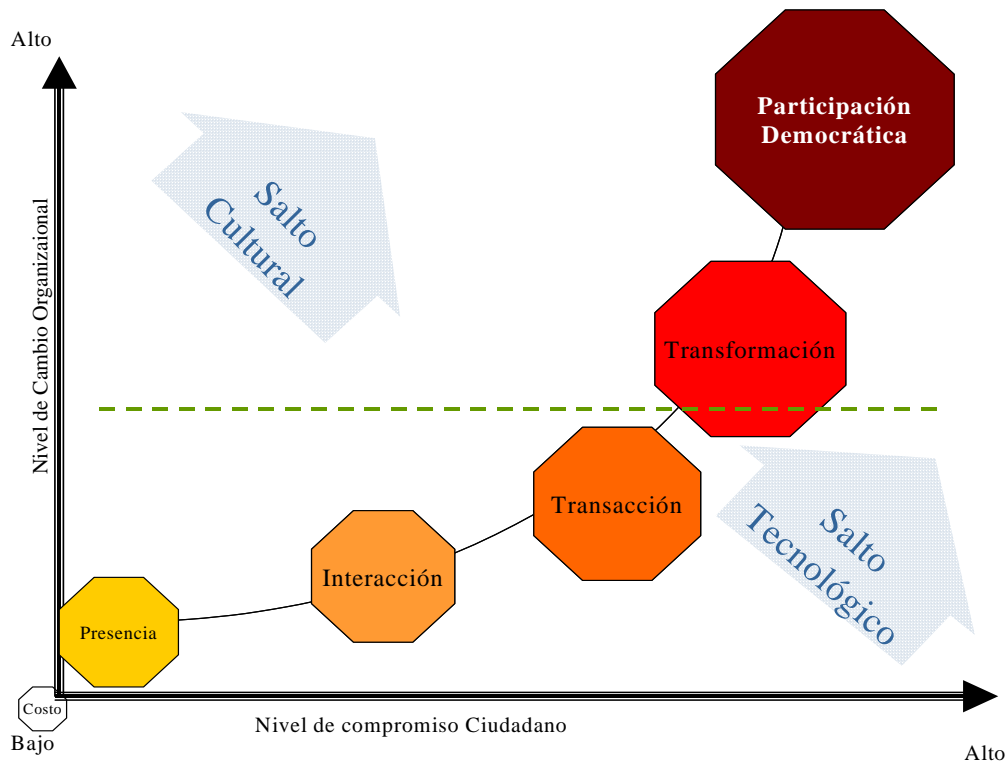 Alto
Participación
Democrática
Salto
Cultural
Nivel de Cambio Organizaional
Transformación
Transacción
Salto
Tecnológico
Interacción
Presencia
Costo
Bajo
Nivel de compromiso Ciudadano
Alto